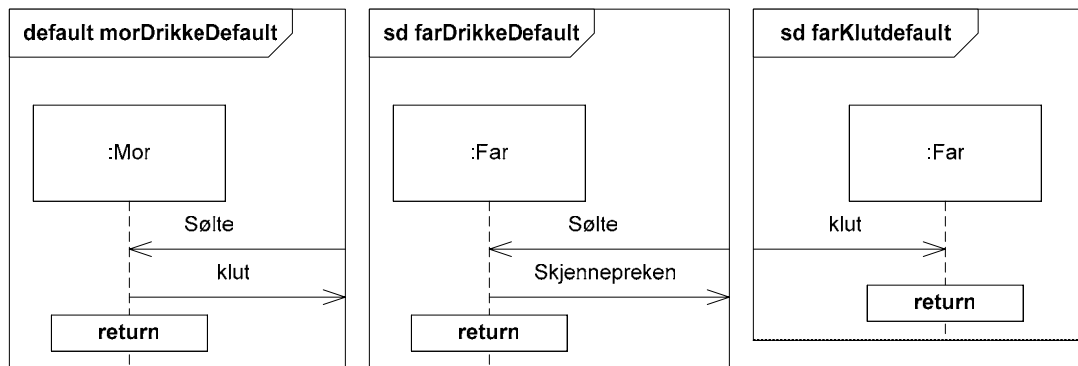 default morDrikkeDefault
:Mor
Sølte
klut
return
sd farDrikkeDefault
:Far
Sølte
Skjennepreken
return
sd farKlutdefault
:Far
klut
return